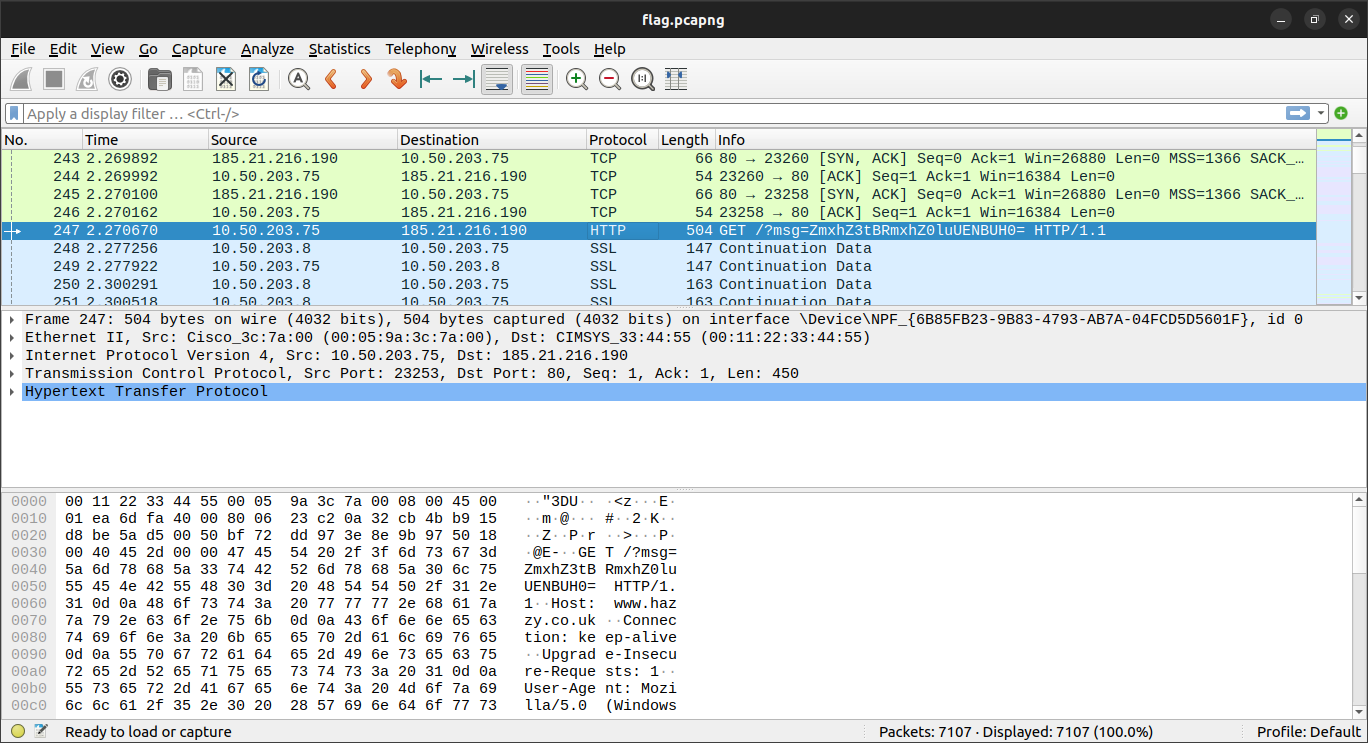 flag.pcapng
File Edit View Go Capture Analyze Statistics Telephony Wireless Tools Help
Apply a display filter … <Ctrl-/>
No. Time Source Destination Protocol Length Info
243 2.269892 185.21.216.190 10.50.203.75 TCP 66 80 → 23260 [SYN, ACK] Seq=0 Ack=1 Win=26880 Len=0 MSS=1366 SACK_…
244 2.269992 10.50.203.75 185.21.216.190 TCP 54 23260 → 80 [ACK] Seq=1 Ack=1 Win=16384 Len=0
245 2.270100 185.21.216.190 10.50.203.75 TCP 66 80 → 23258 [SYN, ACK] Seq=0 Ack=1 Win=26880 Len=0 MSS=1366 SACK_…
246 2.270162 10.50.203.75 185.21.216.190 TCP 54 23258 → 80 [ACK] Seq=1 Ack=1 Win=16384 Len=0
247 2.270670 10.50.203.75 185.21.216.190 HTTP 504 GET /?msg=ZmxhZ3tBRmxhZ0luUENBUH0= HTTP/1.1
248 2.277256 10.50.203.8 10.50.203.75 SSL 147 Continuation Data
249 2.277922 10.50.203.75 10.50.203.8 SSL 147 Continuation Data
250 2.300291 10.50.203.8 10.50.203.75 SSL 163 Continuation Data
251 2.300518 10.50.203.8 10.50.203.75 SSL 163 Continuation Data
Frame 247: 504 bytes on wire (4032 bits), 504 bytes captured (4032 bits) on interface \Device\NPF_{6B85FB23-9B83-4793-AB7A-04FCD5D5601F}, id 0
Ethernet II, Src: Cisco_3c:7a:00 (00:05:9a:3c:7a:00), Dst: CIMSYS_33:44:55 (00:11:22:33:44:55)
Internet Protocol Version 4, Src: 10.50.203.75, Dst: 185.21.216.190
Transmission Control Protocol, Src Port: 23253, Dst Port: 80, Seq: 1, Ack: 1, Len: 450
Hypertext Transfer Protocol
0000 00 11 22 33 44 55 00 05 9a 3c 7a 00 08 00 45 00 ··"3DU·· ·<z···E·
0010 01 ea 6d fa 40 00 80 06 23 c2 0a 32 cb 4b b9 15 ··m·@··· #··2·K··
0020 d8 be 5a d5 00 50 bf 72 dd 97 3e 8e 9b 97 50 18 ··Z··P·r ··>···P·
0030 00 40 45 2d 00 00 47 45 54 20 2f 3f 6d 73 67 3d ·@E-··GE T /?msg=
0040 5a 6d 78 68 5a 33 74 42 52 6d 78 68 5a 30 6c 75 ZmxhZ3tB RmxhZ0lu
0050 55 45 4e 42 55 48 30 3d 20 48 54 54 50 2f 31 2e UENBUH0= HTTP/1.
0060 31 0d 0a 48 6f 73 74 3a 20 77 77 77 2e 68 61 7a 1··Host: www.haz
0070 7a 79 2e 63 6f 2e 75 6b 0d 0a 43 6f 6e 6e 65 63 zy.co.uk ··Connec
0080 74 69 6f 6e 3a 20 6b 65 65 70 2d 61 6c 69 76 65 tion: ke ep-alive
0090 0d 0a 55 70 67 72 61 64 65 2d 49 6e 73 65 63 75 ··Upgrad e-Insecu
00a0 72 65 2d 52 65 71 75 65 73 74 73 3a 20 31 0d 0a re-Reque sts: 1··
00b0 55 73 65 72 2d 41 67 65 6e 74 3a 20 4d 6f 7a 69 User-Age nt: Mozi
00c0 6c 6c 61 2f 35 2e 30 20 28 57 69 6e 64 6f 77 73 lla/5.0 (Windows
Ready to load or capture Packets: 7107 · Displayed: 7107 (100.0%) Profile: Default